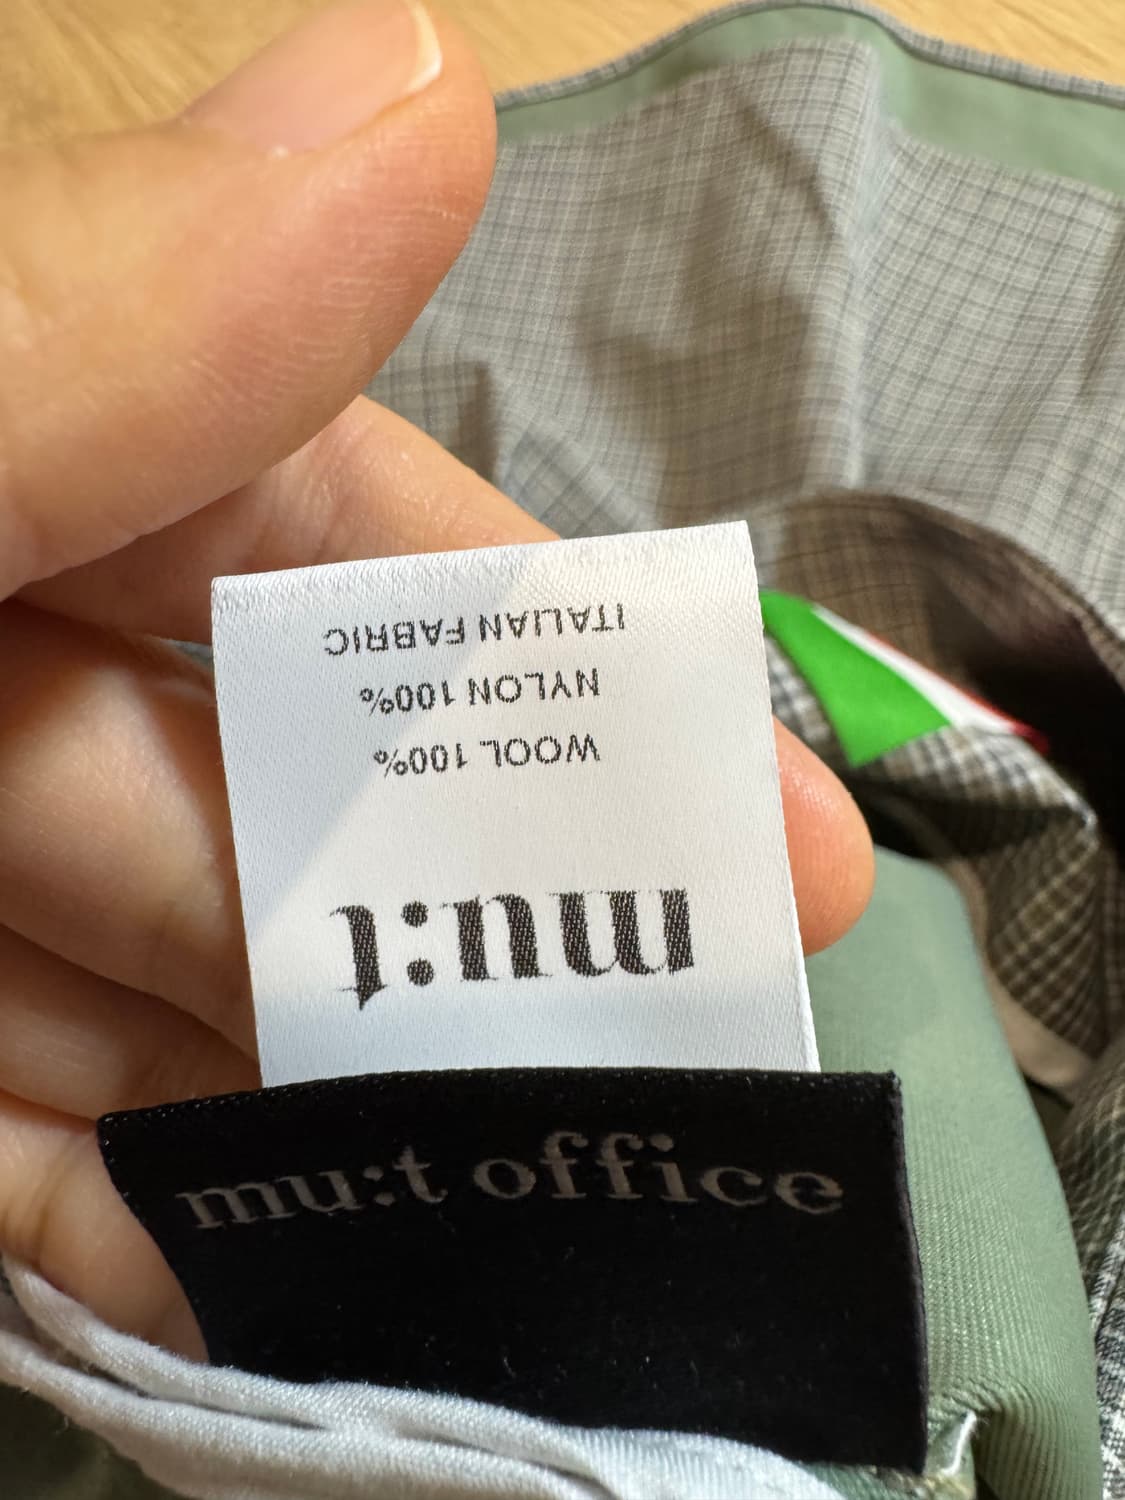 mu:t
WOOL 100%
NYLON 100%
ITALIAN FABRIC
mu:t office